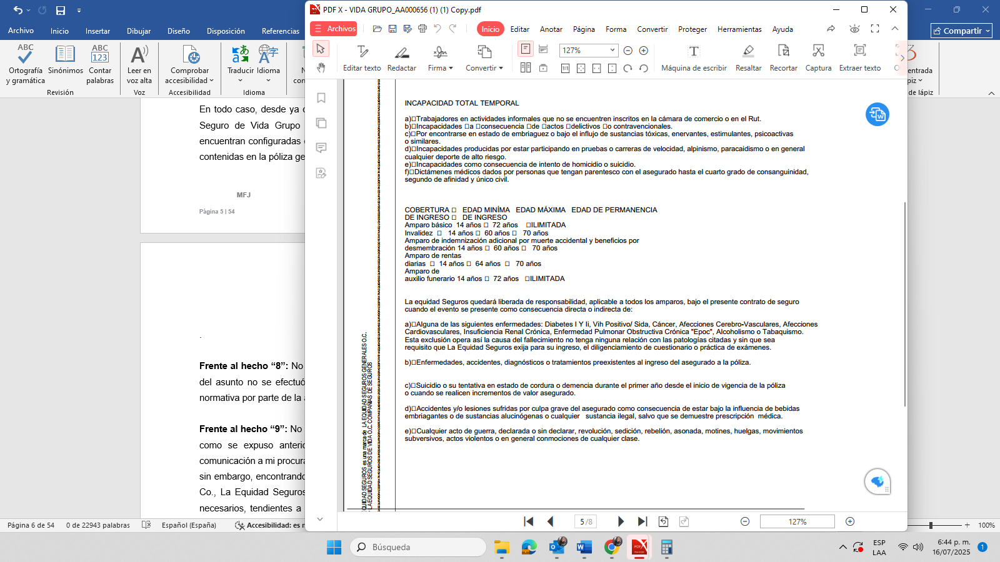 PDF X - VIDA GRUPO_AA000656 (1) (1) Copy.pdf
Archivo Inicio Insertar Dibujar Diseño Disposición Referencias
Compartir
Archivos
Inicio Editar Anotar Página Forma Convertir Proteger Herramientas Ayuda
127%
Editar texto Redactar Firma Convertir
Máquina de escribir Resaltar Recortar Captura Extraer texto
Ortografía y gramática
Sinónimos
Contar palabras
Leer en voz alta
Comprobar accesibilidad
Traducir
Idioma
Revisión
Voz
Accesibilidad
Idioma
entrada
de lápiz
En todo caso, desde ya
Seguro de Vida Grupo
encuentran configuradas
contenidas en la póliza
MFJ
Página 5 | 54
.
Frente al hecho “8”: No
del asunto no se efectuó
normativa por parte de la
Frente al hecho “9”: No
como se expuso
comunicación a mi
sin embargo,
Co., La Equidad Seguros
necesarios, tendientes a
INCAPACIDAD TOTAL TEMPORAL
a)□Trabajadores en actividades informales que no se encuentren inscritos en la cámara de comercio o en el Rut.
b)□Incapacidades □a □consecuencia □de □actos □delictivos □o contravencionales.
c)□Por encontrarse en estado de embriaguez o bajo el influjo de sustancias tóxicas, enervantes, estimulantes, psicoactivas
o similares.
d)□Incapacidades producidas por estar participando en pruebas o carreras de velocidad, alpinismo, paracaidismo o en general
cualquier deporte de alto riesgo.
e)□Incapacidades como consecuencia de intento de homicidio o suicidio.
f)□Dictámenes médicos dados por personas que tengan parentesco con el asegurado hasta el cuarto grado de consanguinidad,
segundo de afinidad y único civil.
COBERTURA □ EDAD MINÍMA EDAD MÁXIMA EDAD DE PERMANENCIA
DE INGRESO □ DE INGRESO
Amparo básico 14 años □ 72 años □ILIMITADA
Invalidez □ 14 años □ 60 años □ 70 años
Amparo de indemnización adicional por muerte accidental y beneficios por
desmembración 14 años □ 60 años □ 70 años
Amparo de rentas
diarias □ 14 años □ 64 años □ 70 años
Amparo de
auxilio funerario 14 años □ 72 años □ILIMITADA
La equidad Seguros quedará liberada de responsabilidad, aplicable a todos los amparos, bajo el presente contrato de seguro
cuando el evento se presente como consecuencia directa o indirecta de:
a)□Alguna de las siguientes enfermedades: Diabetes I Y Ii, Vih Positivo/ Sida, Cáncer, Afecciones Cerebro-Vasculares, Afecciones
Cardiovasculares, Insuficiencia Renal Crónica, Enfermedad Pulmonar Obstructiva Crónica "Epoc", Alcoholismo o Tabaquismo.
Esta exclusión opera así la causa del fallecimiento no tenga ninguna relación con las patologías citadas y sin que sea
requisito que La Equidad Seguros exija para su ingreso, el diligenciamiento de cuestionario o práctica de exámenes.
b)□Enfermedades, accidentes, diagnósticos o tratamientos preexistentes al ingreso del asegurado a la póliza.
c)□Suicidio o su tentativa en estado de cordura o demencia durante el primer año desde el inicio de vigencia de la póliza
o cuando se realicen incrementos de valor asegurado.
d)□Accidentes y/o lesiones sufridas por culpa grave del asegurado como consecuencia de estar bajo la influencia de bebidas
embriagantes o de sustancias alucinógenas o cualquier sustancia ilegal, salvo que se demuestre prescripción médica.
e)□Cualquier acto de guerra, declarada o sin declarar, revolución, sedición, rebelión, asonada, motines, huelgas, movimientos
subversivos, actos violentos o en general conmociones de cualquier clase.
EQUIDAD SEGUROS es una marca de LA EQUIDAD SEGUROS GENERALES O.C.
LA EQUIDAD SEGUROS DE VIDA O.C. COMPAÑIAS DE SEGUROS
5 /8
127%
Página 6 de 54 0 de 22943 palabras Español (España) Accesibilidad: es
100%
Búsqueda
ESP
LAA
6:44 p. m.
16/07/2025
1